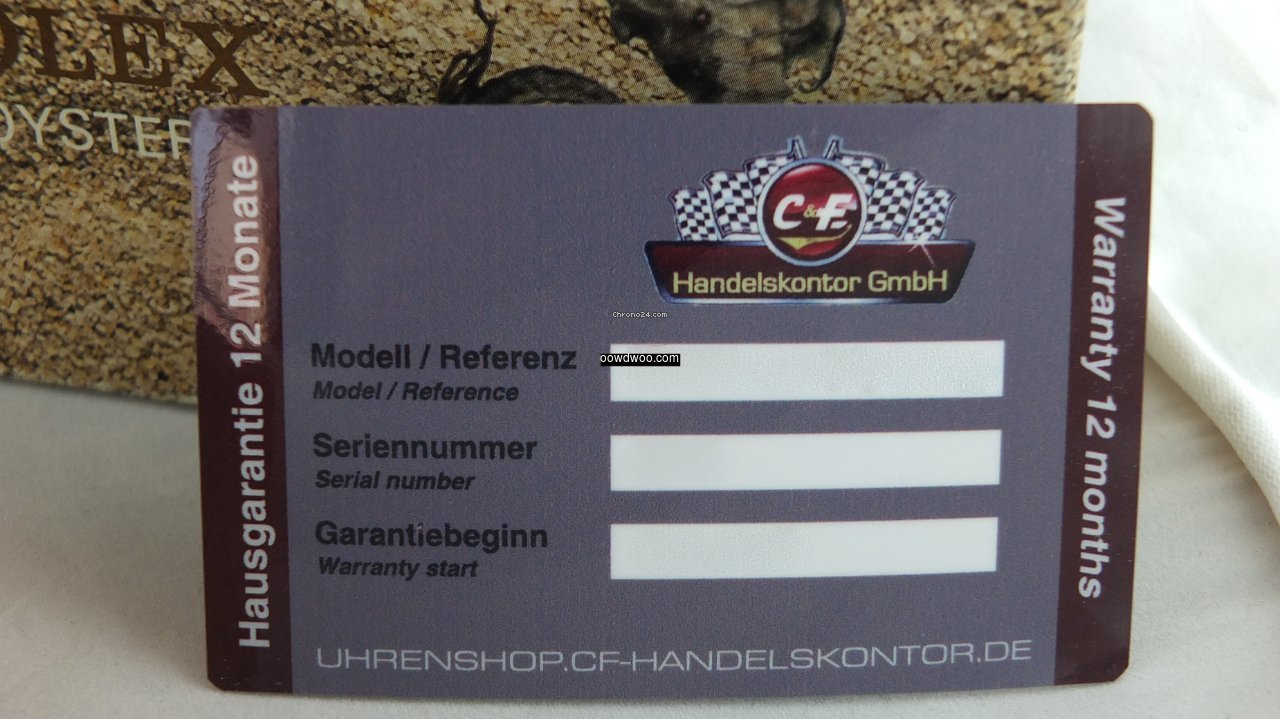 OLEX
OYSTER
Hausgarantie 12 Monate
C&F.
Handelskontor GmbH
Chrono24.com
oowdwoo.com
Modell / Referenz
Model / Reference
Seriennummer
Serial number
Garantiebeginn
Warranty start
UHRENSHOP.CF-HANDELSKONTOR.DE
Warranty 12 months